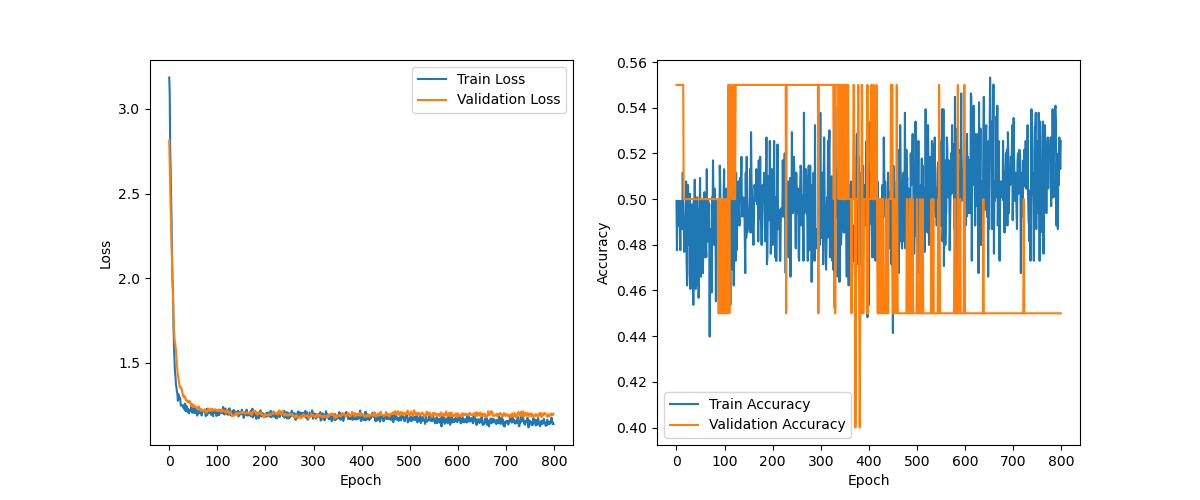 Train Loss
Validation Loss
3.0
2.5
2.0
1.5
Loss
0 100 200 300 400 500 600 700 800
Epoch
0.56
0.54
0.52
0.50
0.48
0.46
0.44
0.42
0.40
Accuracy
Train Accuracy
Validation Accuracy
0 100 200 300 400 500 600 700 800
Epoch